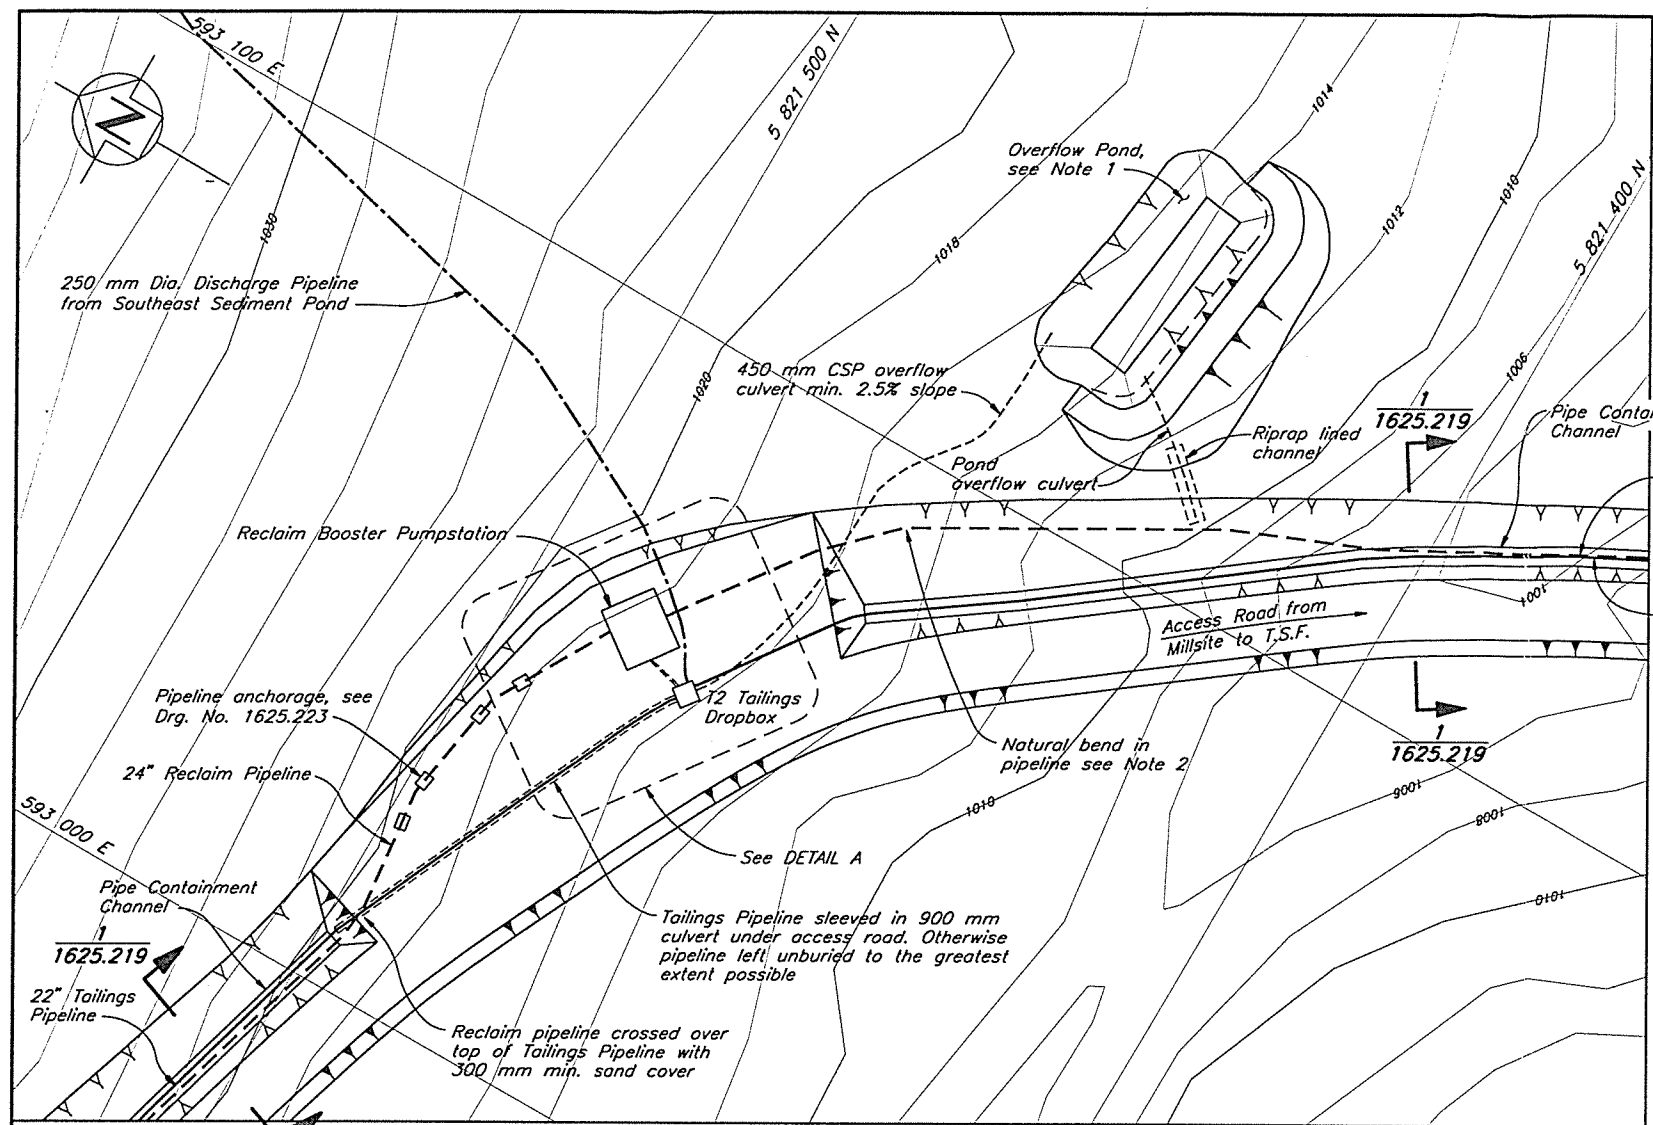 593 100 E
5 821 500 N
1014
N
Overflow Pond,
see Note 1
1030
1018
1012
1010
5 821 400 N
250 mm Dia. Discharge Pipeline
from Southeast Sediment Pond
450 mm CSP overflow
culvert min. 2.5% slope
1020
1006
1
1625.219
Pipe Contai
Channel
Riprap lined
channel
Pond
overflow culvert
Reclaim Booster Pumpstation
1001
Access Road from
Millsite to T.S.F.
Pipeline anchorage, see
Drg. No. 1625.223
T2 Tailings
Dropbox
Natural bend in
pipeline see Note 2
1
1625.219
24" Reclaim Pipeline
1006
1010
1008
593 000 E
See DETAIL A
Pipe Containment
Channel
1010
Tailings Pipeline sleeved in 900 mm
culvert under access road. Otherwise
pipeline left unburied to the greatest
extent possible
1
1625.219
22" Tailings
Pipeline
Reclaim pipeline crossed over
top of Tailings Pipeline with
300 mm min. sand cover